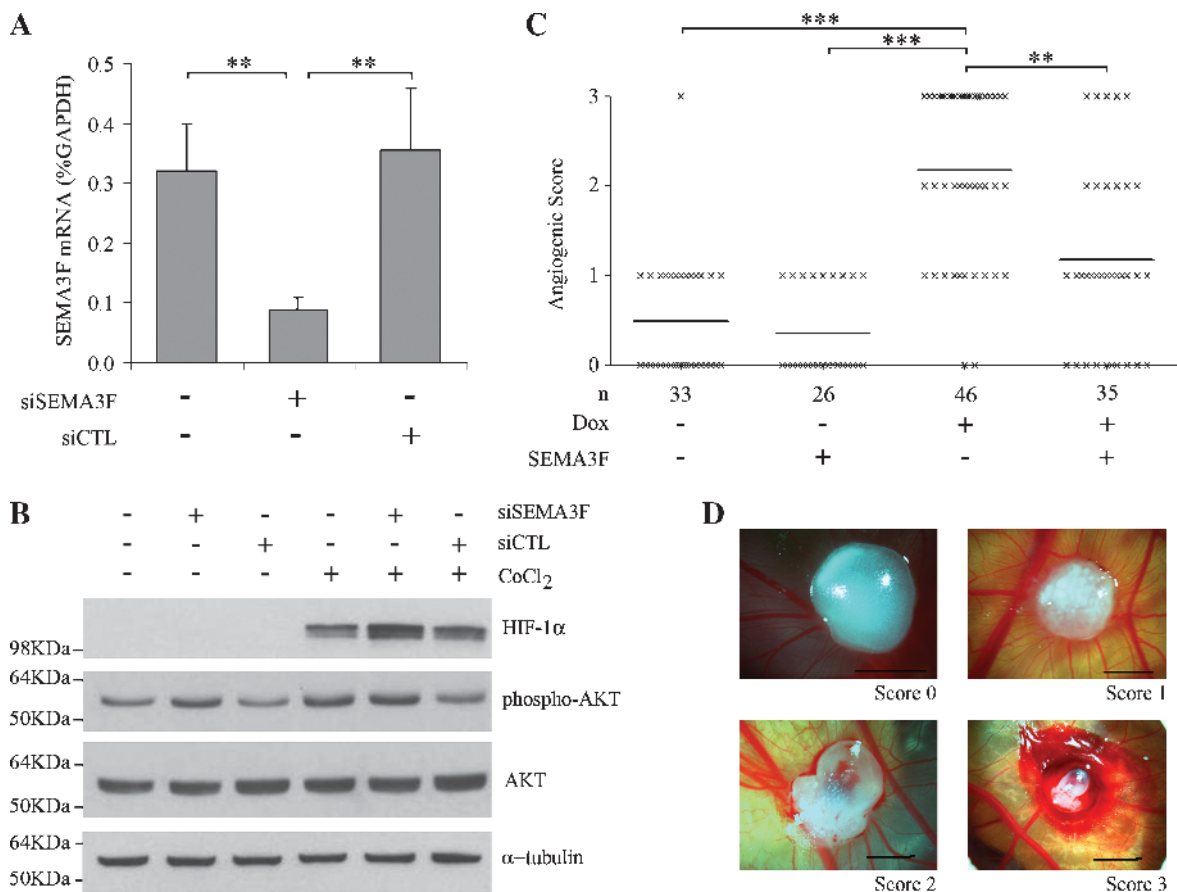 A
SEMA3F mRNA (%GAPDH)
0.5
0.4
0.3
0.2
0.1
0.0
** **
siSEMA3F - + -
siCTL - - +
C
Angiogenic Score
3
2
1
0
***
***
**
n 33 26 46 35
Dox - - + +
SEMA3F - + - +
B
- + - - + - siSEMA3F
- - + - - + siCTL
- - - + + + CoCl2
98KDa HIF-1α
64KDa
50KDa phospho-AKT
64KDa
50KDa AKT
64KDa
50KDa α-tubulin
D
Score 0 Score 1
Score 2 Score 3